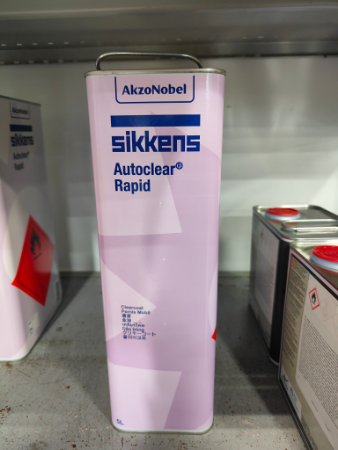 AkzoNobel
sikkens
Autoclear®
Rapid
Clearcoat
5L